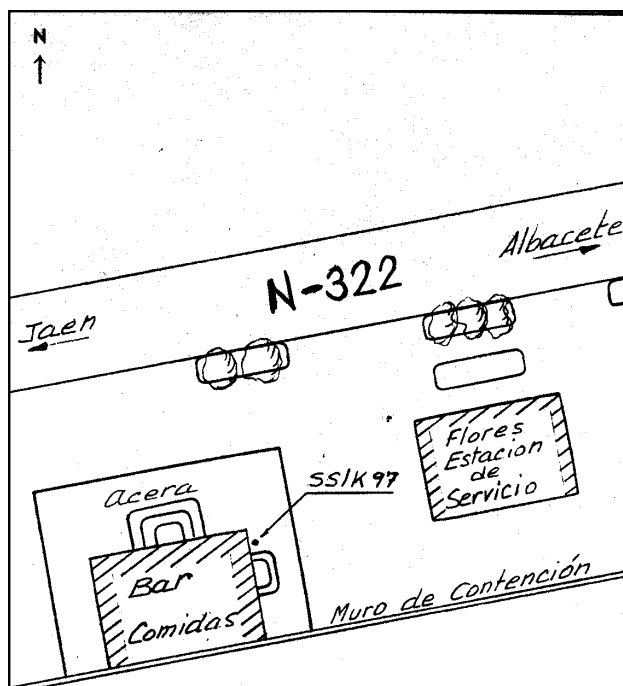 N
Albacete
N-322
Jaen
Flores
Estacion
de
Servicio
SSIK97
acera
Bar
Comidas
Muro de Contención